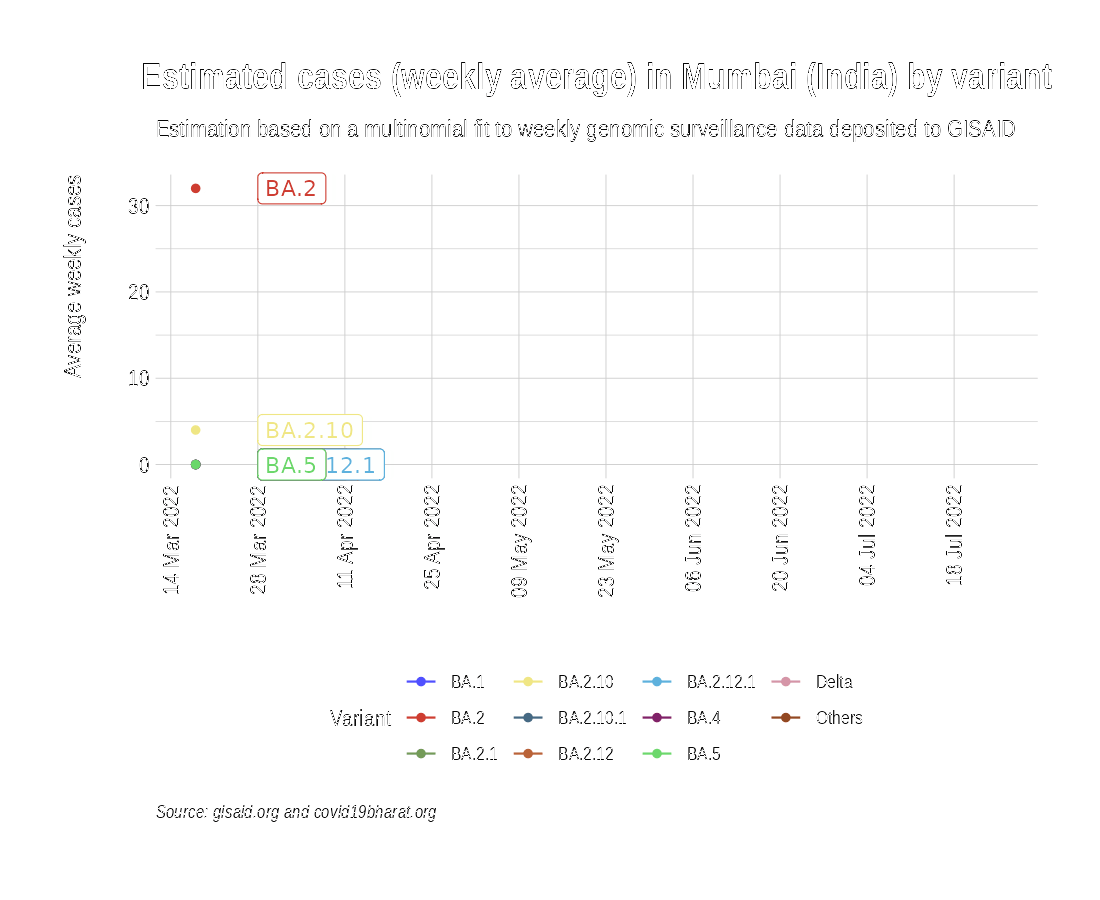 Estimated cases (weekly average) in Mumbai (India) by variant
Estimation based on a multinomial fit to weekly genomic surveillance data deposited to GISAID
Average weekly cases
30
20
10
0
BA.2
BA.2.10
BA.5
12.1
14 Mar 2022
28 Mar 2022
11 Apr 2022
25 Apr 2022
09 May 2022
23 May 2022
06 Jun 2022
20 Jun 2022
04 Jul 2022
18 Jul 2022
Variant
BA.1
BA.2
BA.2.1
BA.2.10
BA.2.10.1
BA.2.12
BA.2.12.1
BA.4
BA.5
Delta
Others
Source: gisaid.org and covid19bharat.org